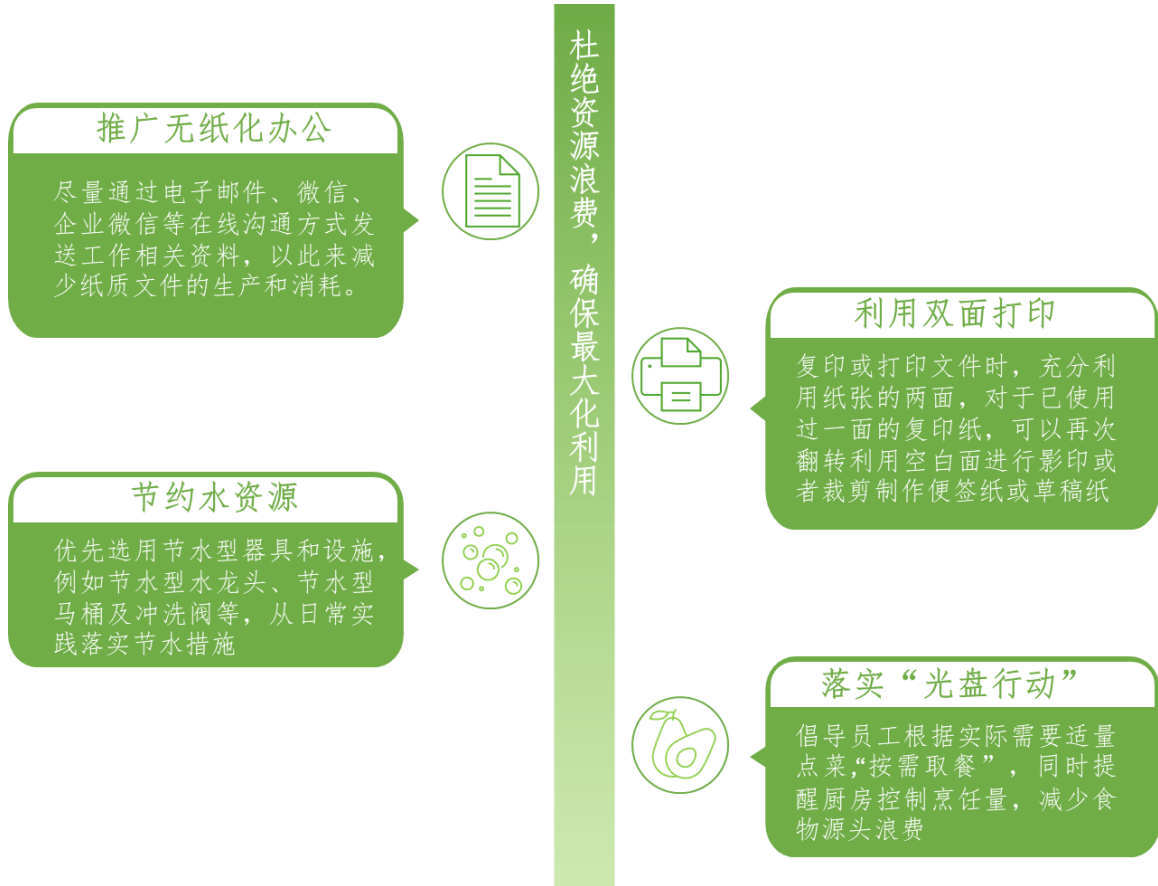 杜绝资源浪费，确保最大化利用
推广无纸化办公
尽量通过电子邮件、微信、
企业微信等在线沟通方式发
送工作相关资料，以此来减
少纸质文件的生产和消耗。
利用双面打印
复印或打印文件时，充分利
用纸张的两面，对于已使用
过一面的复印纸，可以再次
翻转利用空白面进行影印或
者裁剪制作便签纸或草稿纸
节约水资源
优先选用节水型器具和设施，
例如节水型水龙头、节水型
马桶及冲洗阀等，从日常实
践落实节水措施
落实“光盘行动”
倡导员工根据实际需要适量
点菜，“按需取餐”，同时提
醒厨房控制烹任量，减少食
物源头浪费